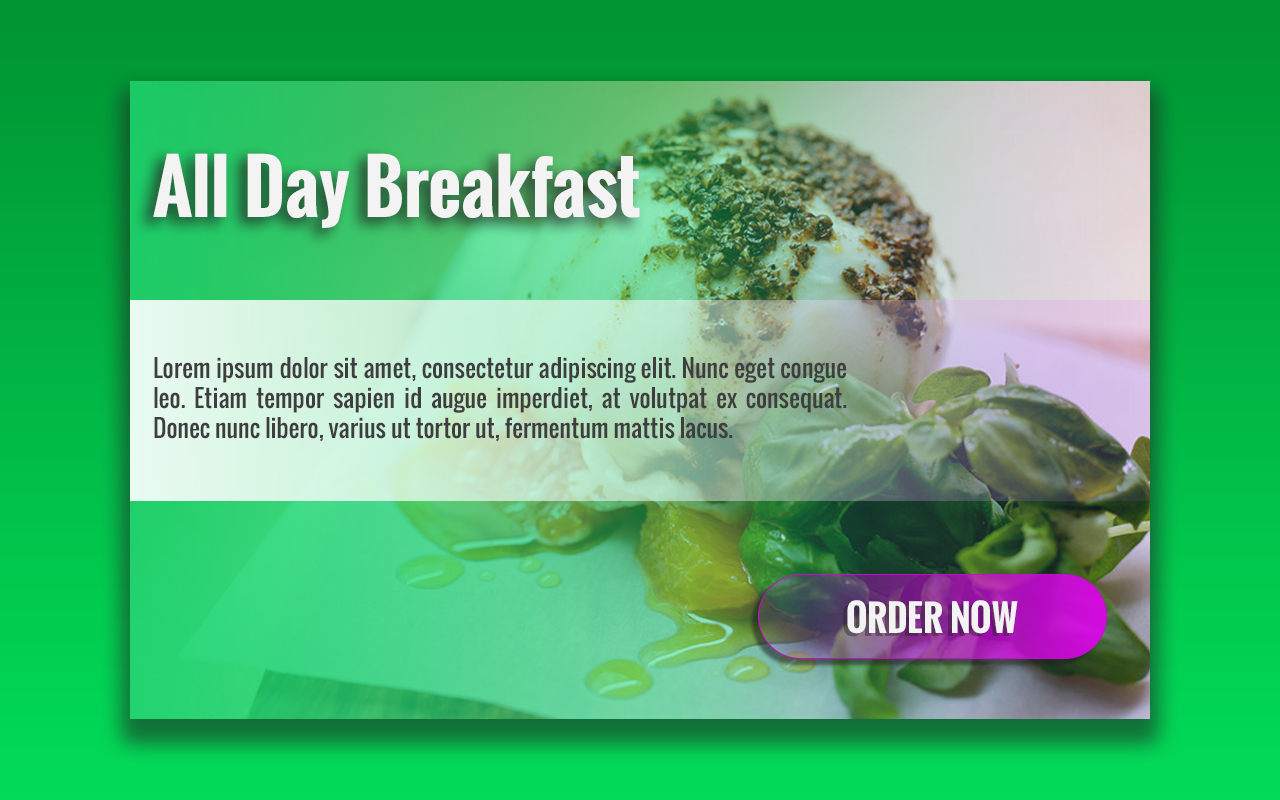 All Day Breakfast
Lorem ipsum dolor sit amet, consectetur adipiscing elit. Nunc eget congue
leo. Etiam tempor sapien id augue imperdiet, at volutpat ex consequat.
Donec nunc libero, varius ut tortor ut, fermentum mattis lacus.
ORDER NOW